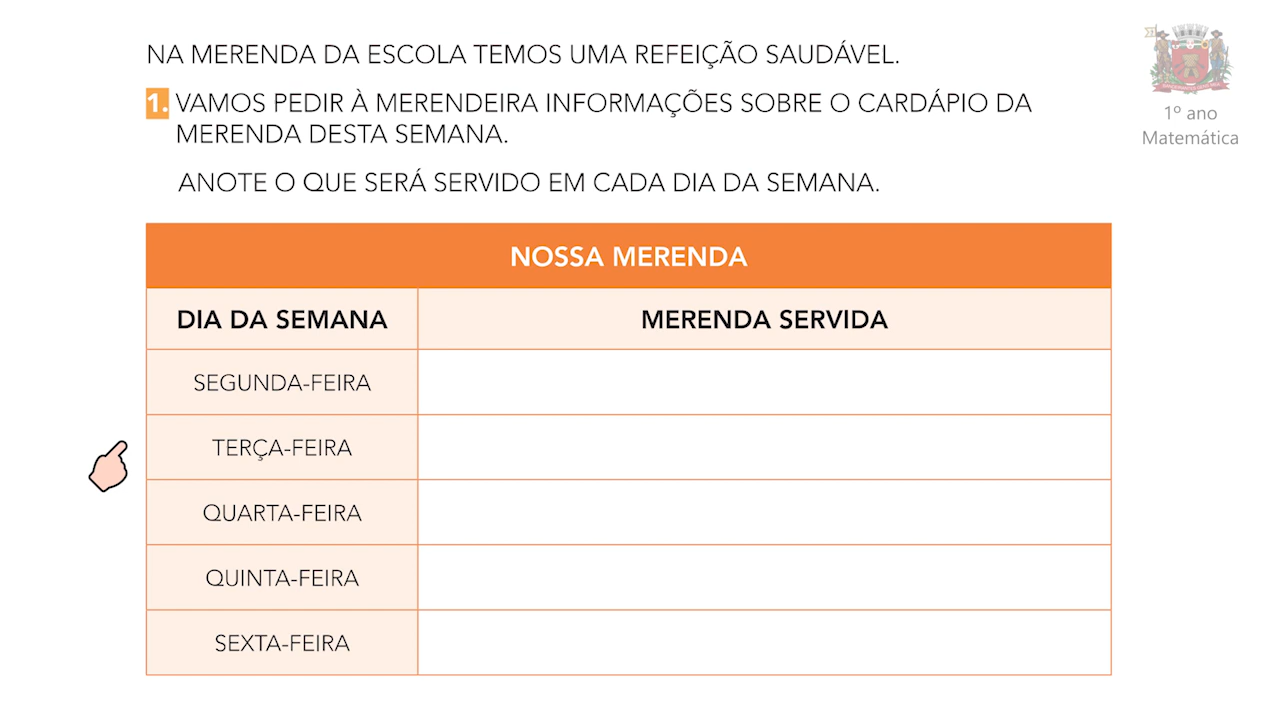 NA MERENDA DA ESCOLA TEMOS UMA REFEIÇÃO SAUDÁVEL.
1. VAMOS PEDIR À MERENDEIRA INFORMAÇÕES SOBRE O CARDÁPIO DA
MERENDA DESTA SEMANA.
ANOTE O QUE SERÁ SERVIDO EM CADA DIA DA SEMANA.
1º ano
Matemática
NOSSA MERENDA
DIA DA SEMANA MERENDA SERVIDA
SEGUNDA-FEIRA
TERÇA-FEIRA
QUARTA-FEIRA
QUINTA-FEIRA
SEXTA-FEIRA